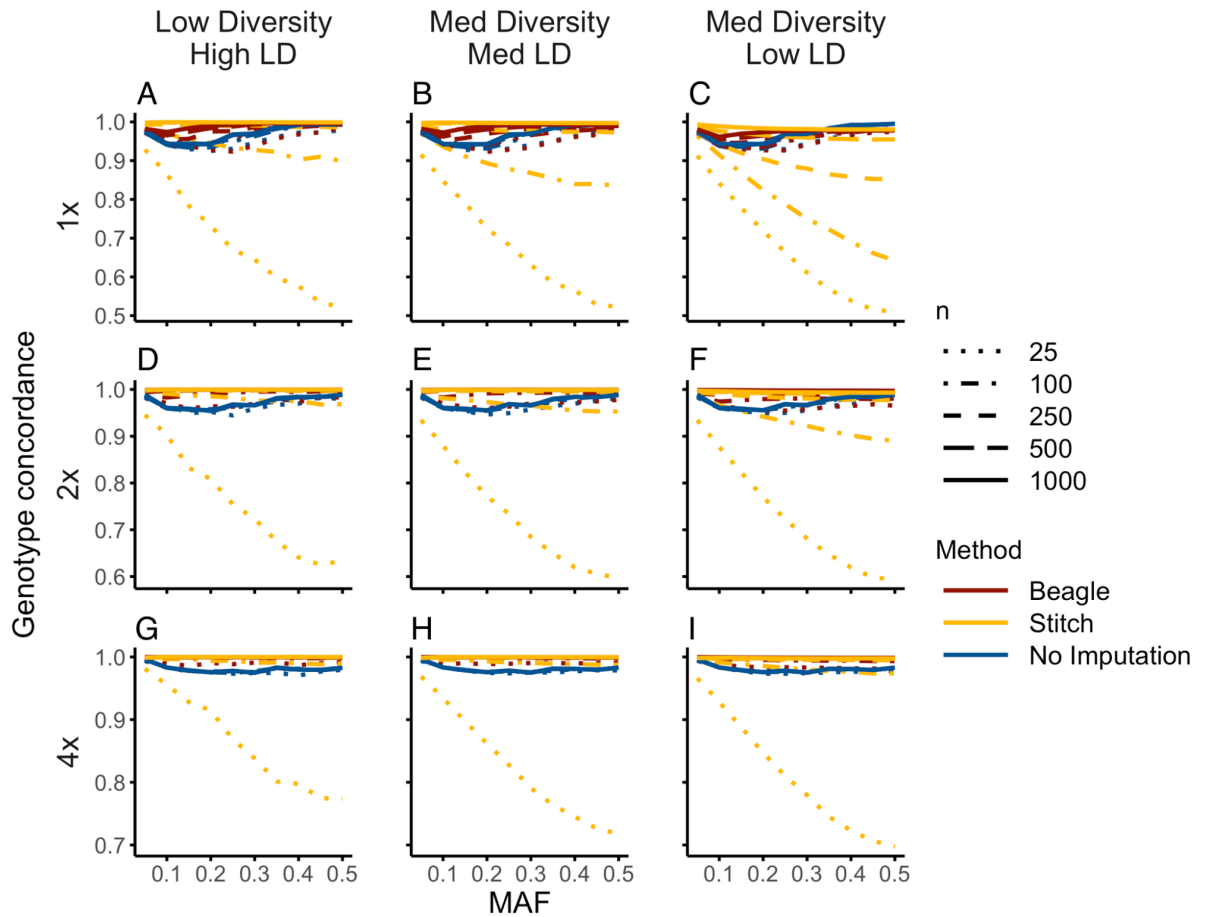 Low Diversity
High LD
Med Diversity
Med LD
Med Diversity
Low LD
A
B
C
1.0
0.9
0.8
0.7
0.6
0.5
1x
D
E
F
1.0
0.9
0.8
0.7
0.6
2x
G
H
I
1.0
0.9
0.8
0.7
4x
0.1 0.2 0.3 0.4 0.5
0.1 0.2 0.3 0.4 0.5
0.1 0.2 0.3 0.4 0.5
MAF
Genotype concordance
n
25
100
250
500
1000
Method
Beagle
Stitch
No Imputation